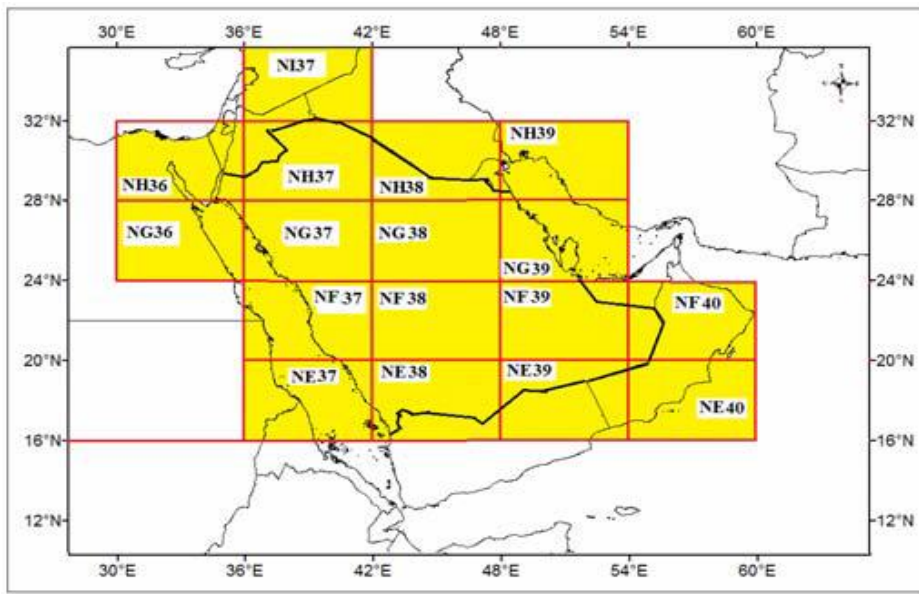 30°E 36°E 42°E 48°E 54°E 60°E
NI37
32°N 32°N
NH39
NH36 NH37 NH38
28°N 28°N
NG36 NG37 NG38
NG39
24°N 24°N
NF37 NF38 NF39 NF40
20°N 20°N
NE37 NE38 NE39
NE40
16°N 16°N
12°N 12°N
30°E 36°E 42°E 48°E 54°E 60°E